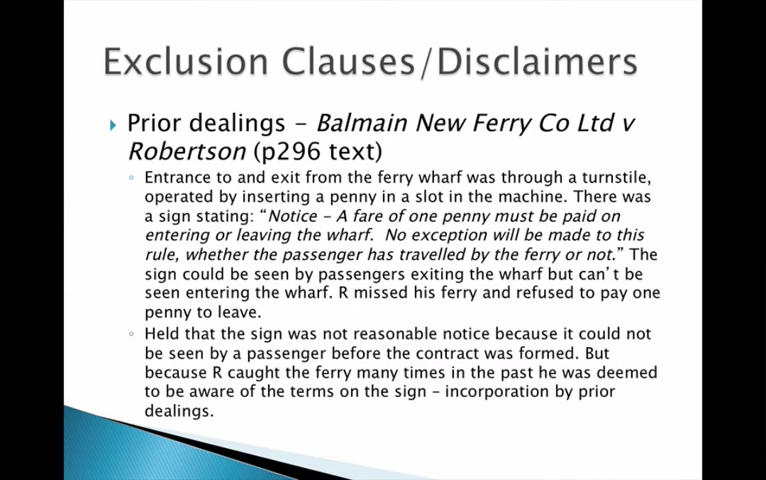 Exclusion Clauses/Disclaimers
Prior dealings – Balmain New Ferry Co Ltd v
Robertson (p296 text)
Entrance to and exit from the ferry wharf was through a turnstile,
operated by inserting a penny in a slot in the machine. There was
a sign stating: “Notice – A fare of one penny must be paid on
entering or leaving the wharf.  No exception will be made to this
rule, whether the passenger has travelled by the ferry or not.” The
sign could be seen by passengers exiting the wharf but can’t be
seen entering the wharf. R missed his ferry and refused to pay one
penny to leave.
Held that the sign was not reasonable notice because it could not
be seen by a passenger before the contract was formed. But
because R caught the ferry many times in the past he was deemed
to be aware of the terms on the sign – incorporation by prior
dealings.